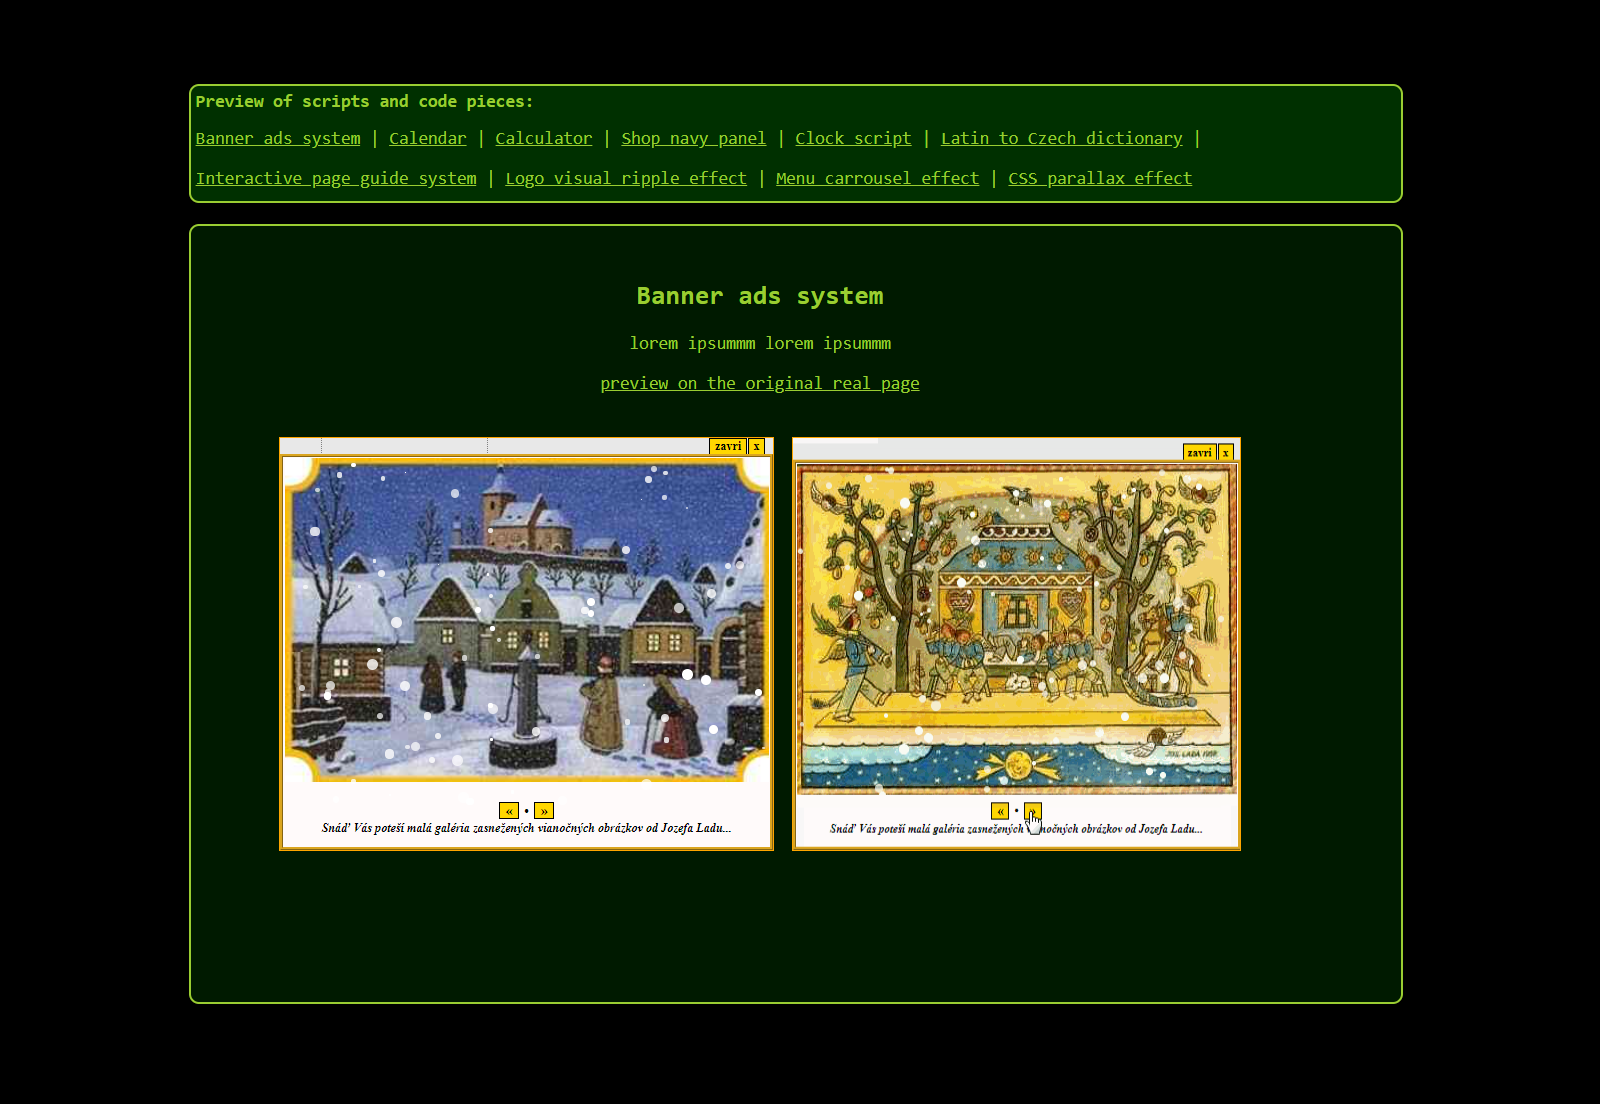 Preview of scripts and code pieces:
Banner ads system | Calendar | Calculator | Shop navy panel | Clock script | Latin to Czech dictionary |
Interactive page guide system | Logo visual ripple effect | Menu carrousel effect | CSS parallax effect
Banner ads system
lorem ipsummm lorem ipsummm
preview on the original real page
zavri x
zavri x
JOS. LADA
« • »
« • »
Snáď Vás poteší malá galéria zasnežených vianočných obrázkov od Jozefa Ladu...
Snáď Vás poteší malá galéria zasnežených vianočných obrázkov od Jozefa Ladu...